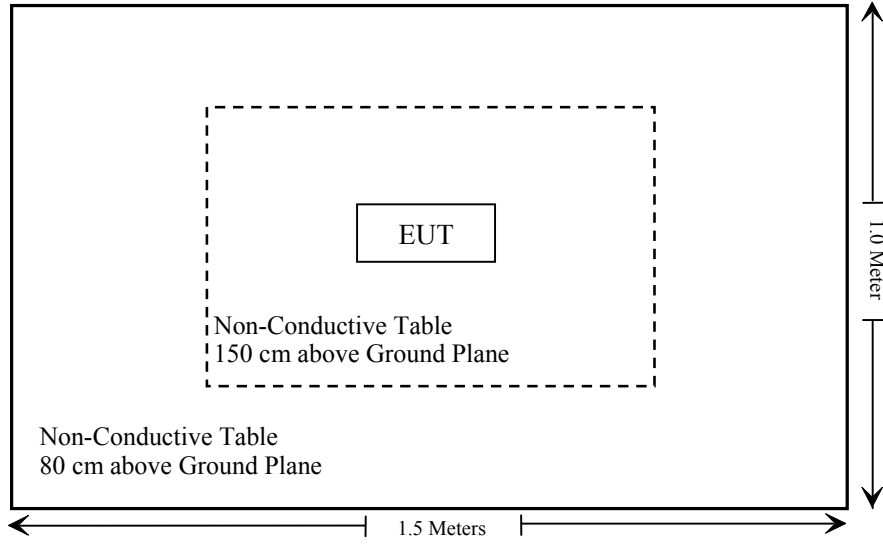 EUT
Non-Conductive Table
150 cm above Ground Plane
Non-Conductive Table
80 cm above Ground Plane
1.0 Meter
1.5 Meters